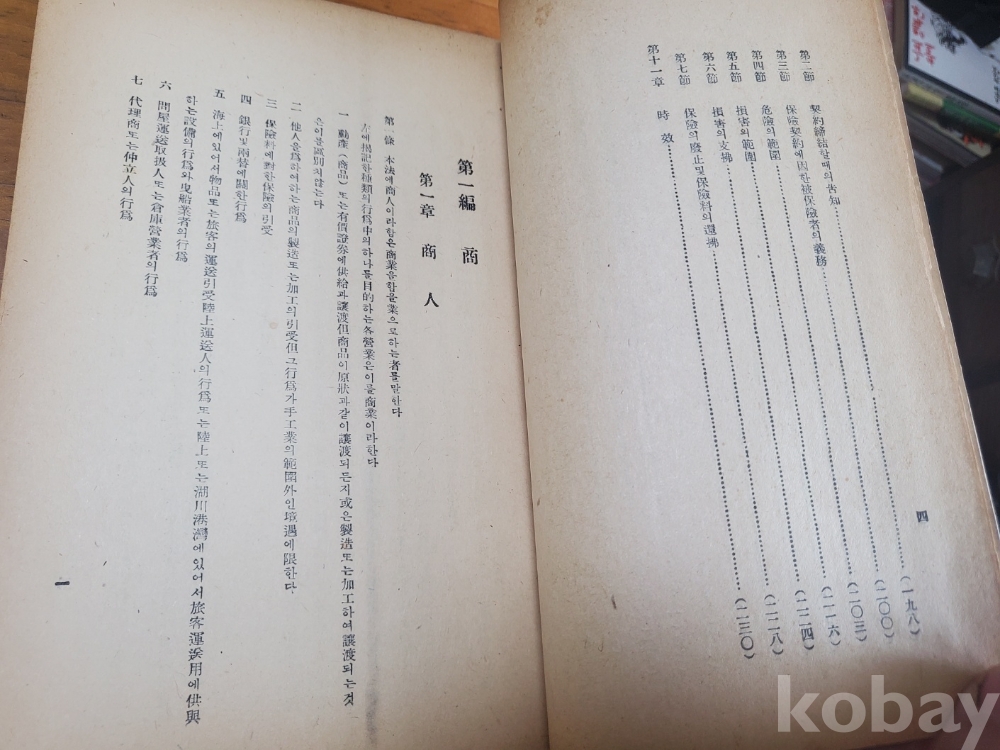 第二節 契約締結할때의告知 (一九八)
第三節 保險契約에因한被保險者의義務 (二〇〇)
第四節 危險의範圍 (二〇三)
第五節 損害의範圍 (二一六)
第六節 損害의支拂 (二二四)
第七節 保險의廢止및保險料의還拂 (二二八)
第十一章 時效 (二三〇)
四
第一編 商
第一章 商人
第一條 本法에商人이라함은商業을함을業으로하는者를말한다
左에揭記한種類의行爲中의하나를目的하는各營業은이를商業이라한다
一 動產(商品)또는有價證券에供給과讓渡但商品이原狀과같이讓渡되든지或은製造또는加工하여讓渡되는것
은이를區別치않는다
二 他人을爲하여하는商品의製造또는加工의引受但그行爲가手工業의範圍外인境遇에限한다
三 保險料에對한保險의引受
四 銀行및兩替에關한行爲
五 海上에있어서物品또는旅客의運送引受陸上運送人의行爲또는陸上또는湖川港灣에있어서旅客運送用에供與
하는設備의行爲와曳船業者의行爲
六 問屋運送取扱人또는倉庫營業者의行爲
七 代理商또는仲立人의行爲
一
kobay